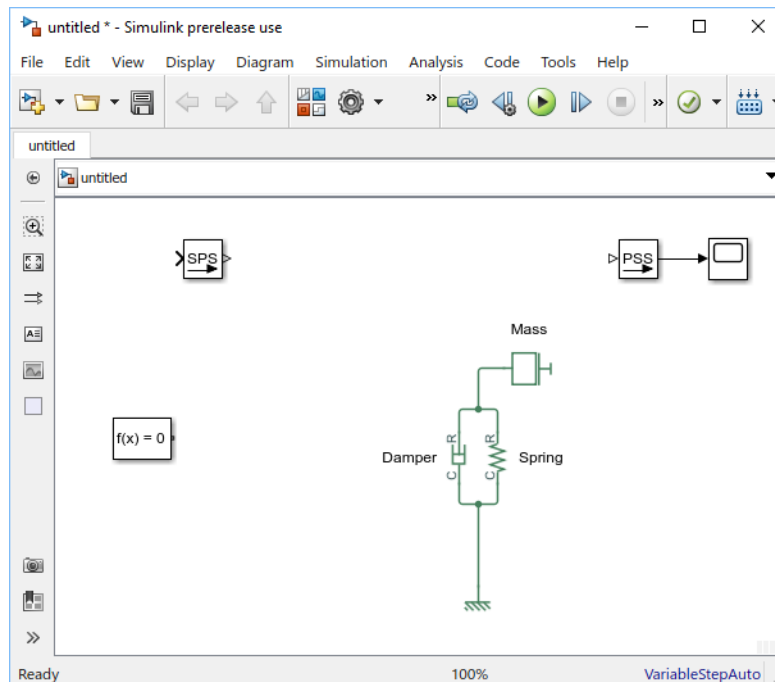 untitled * - Simulink prerelease use
File Edit View Display Diagram Simulation Analysis Code Tools Help
» »
untitled
untitled
SPS PSS
Mass
f(x) = 0
R R
Damper Spring
C C
A
»
Ready 100% VariableStepAuto